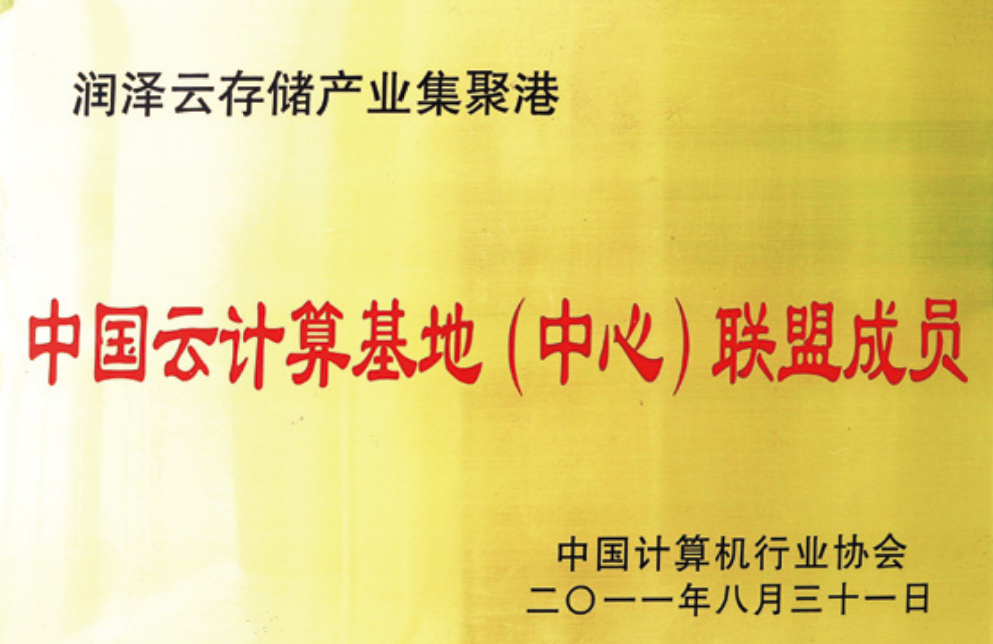 润泽云存储产业集聚港
中国云计算基地（中心）联盟成员
中国计算机行业协会
二〇一一年八月三十一日